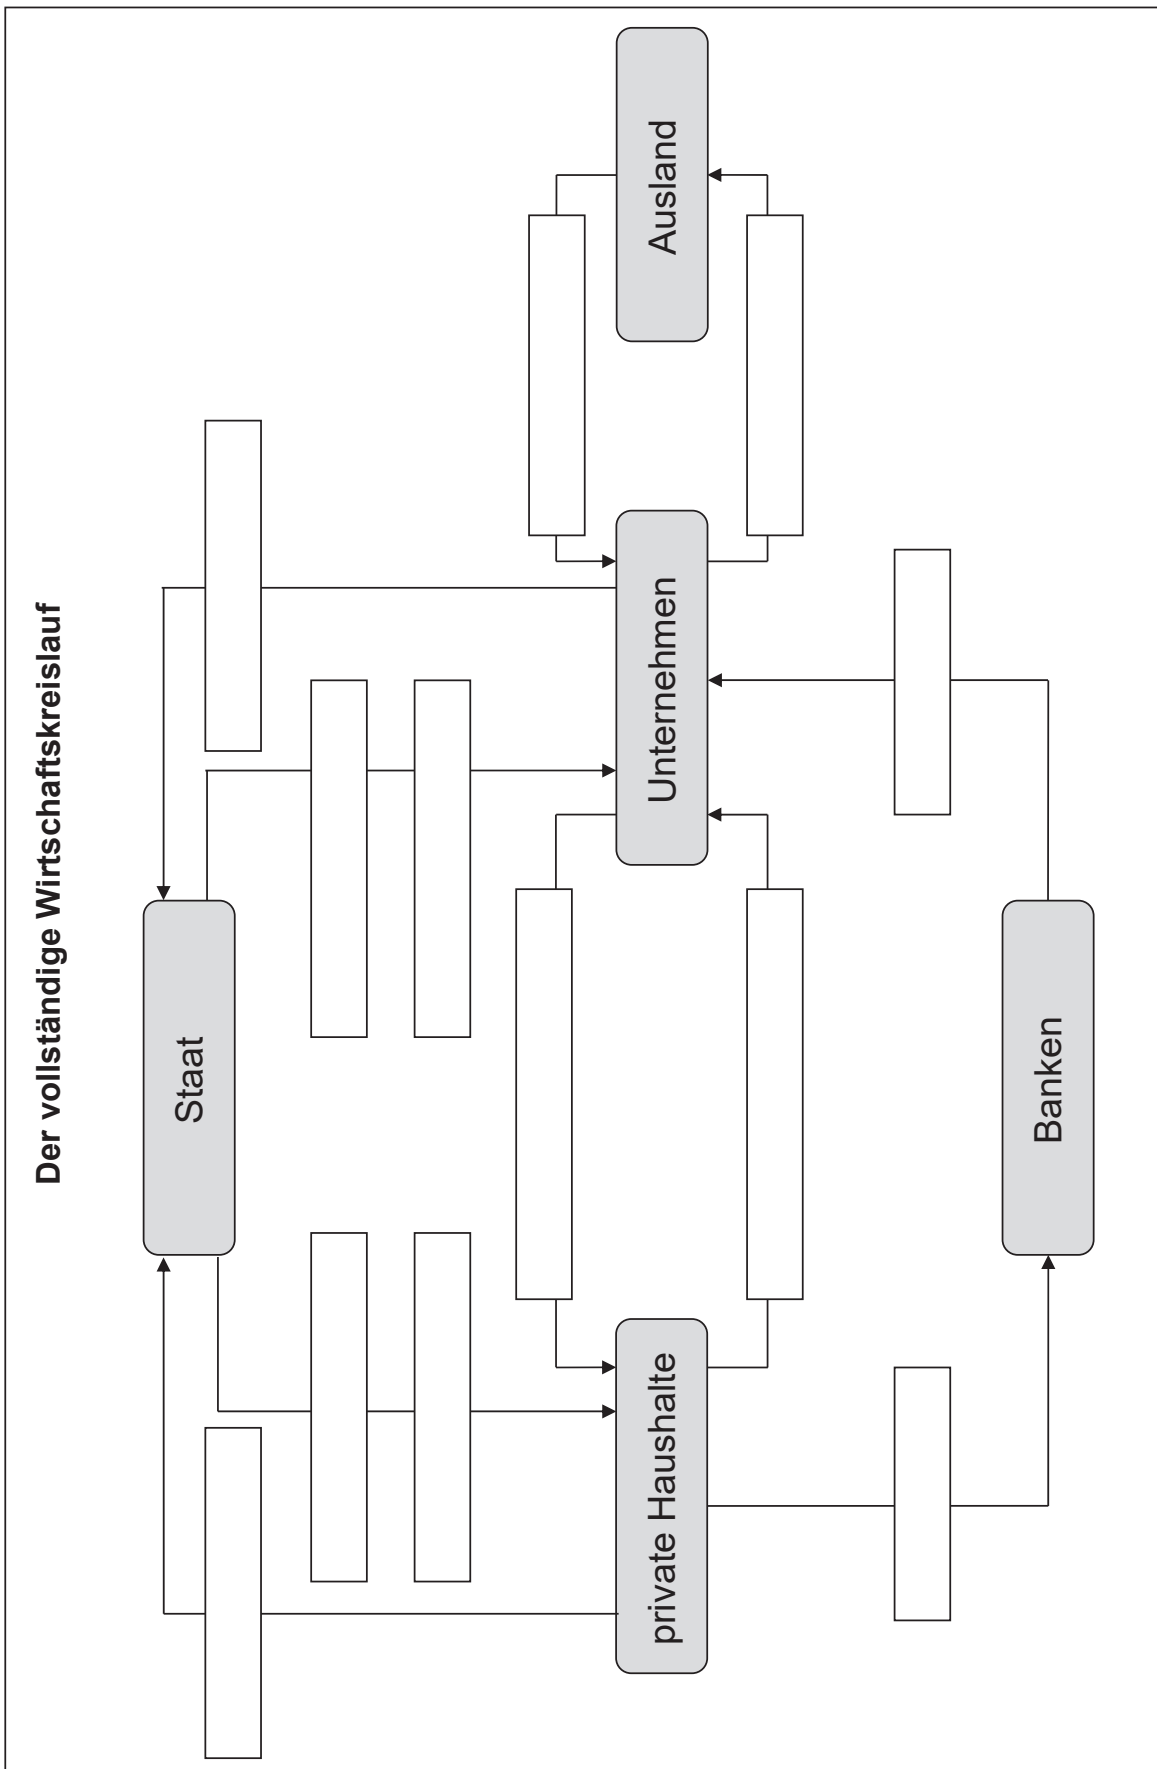 Der vollständige Wirtschaftskreislauf
Staat
private Haushalte
Unternehmen
Ausland
Banken